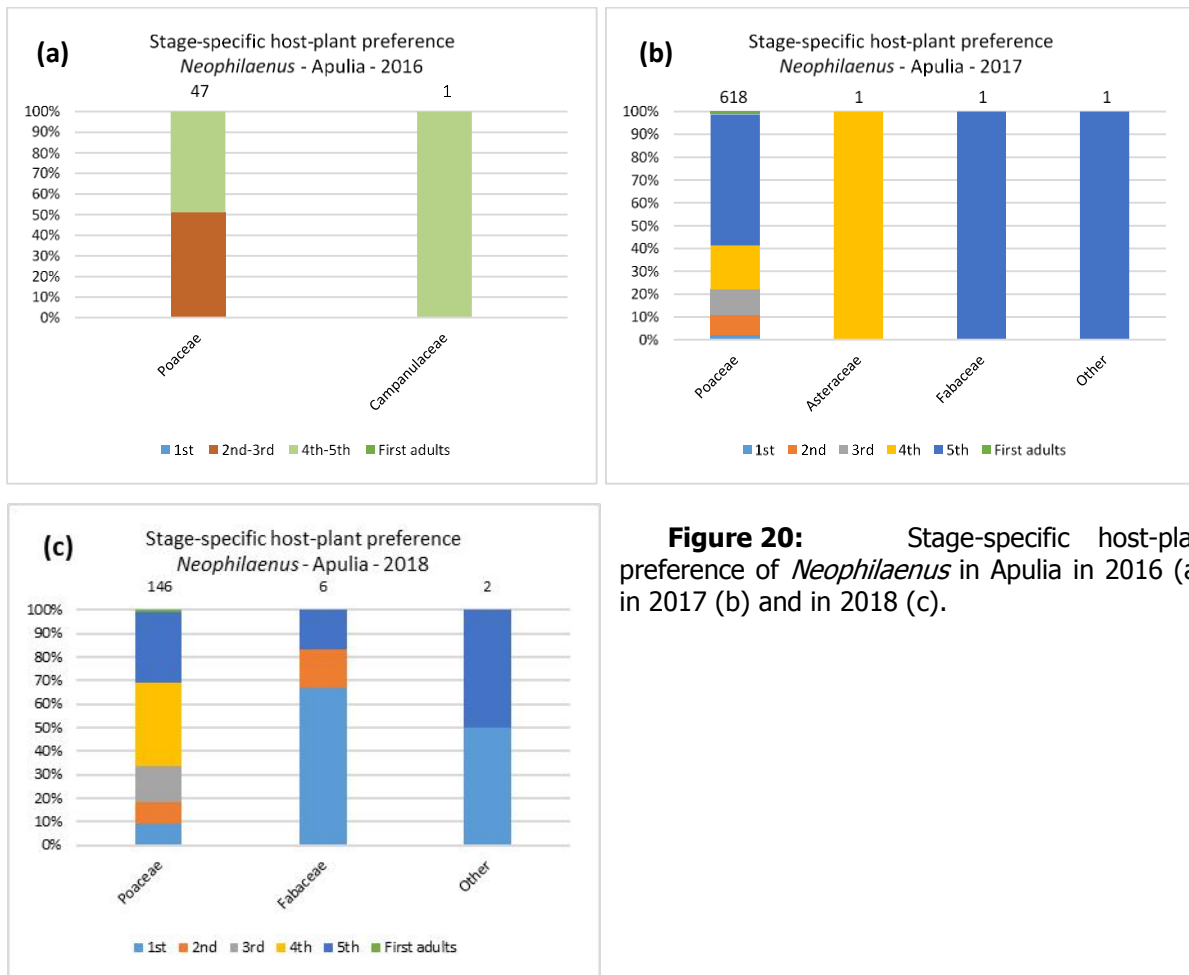 (a)
Stage-specific host-plant preference
Neophilaenus - Apulia - 2016
47 1
100%
90%
80%
70%
60%
50%
40%
30%
20%
10%
0%
Poaceae
Campanulaceae
1st 2nd-3rd 4th-5th First adults
(b)
Stage-specific host-plant preference
Neophilaenus - Apulia - 2017
618 1 1 1
100%
90%
80%
70%
60%
50%
40%
30%
20%
10%
0%
Poaceae
Asteraceae
Fabaceae
Other
1st 2nd 3rd 4th 5th First adults
(c)
Stage-specific host-plant preference
Neophilaenus - Apulia - 2018
146 6 2
100%
90%
80%
70%
60%
50%
40%
30%
20%
10%
0%
Poaceae
Fabaceae
Other
1st 2nd 3rd 4th 5th First adults
Figure 20: Stage-specific
preference of Neophilaenus in Apulia in 2016
in 2017 (b) and in 2018 (c).